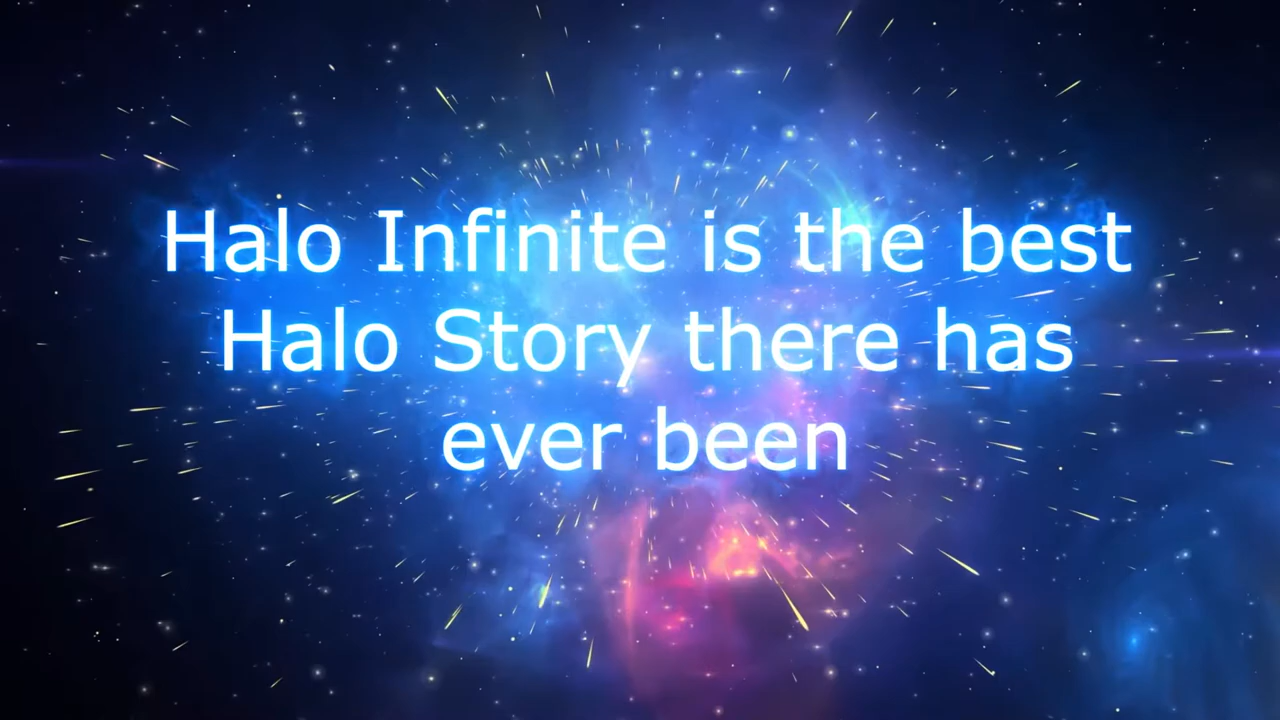 Halo Infinite is the best
Halo Story there has
ever been